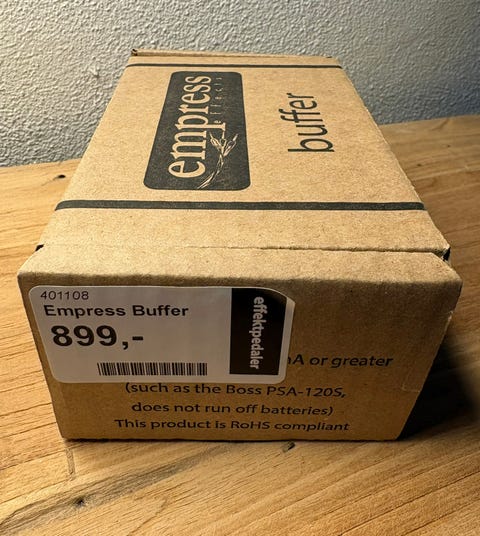 empress
effects
buffer
401108
Empress Buffer
899,-
effektpedaler
mA or greater
(such as the Boss PSA-120S,
does not run off batteries)
This product is RoHS compliant